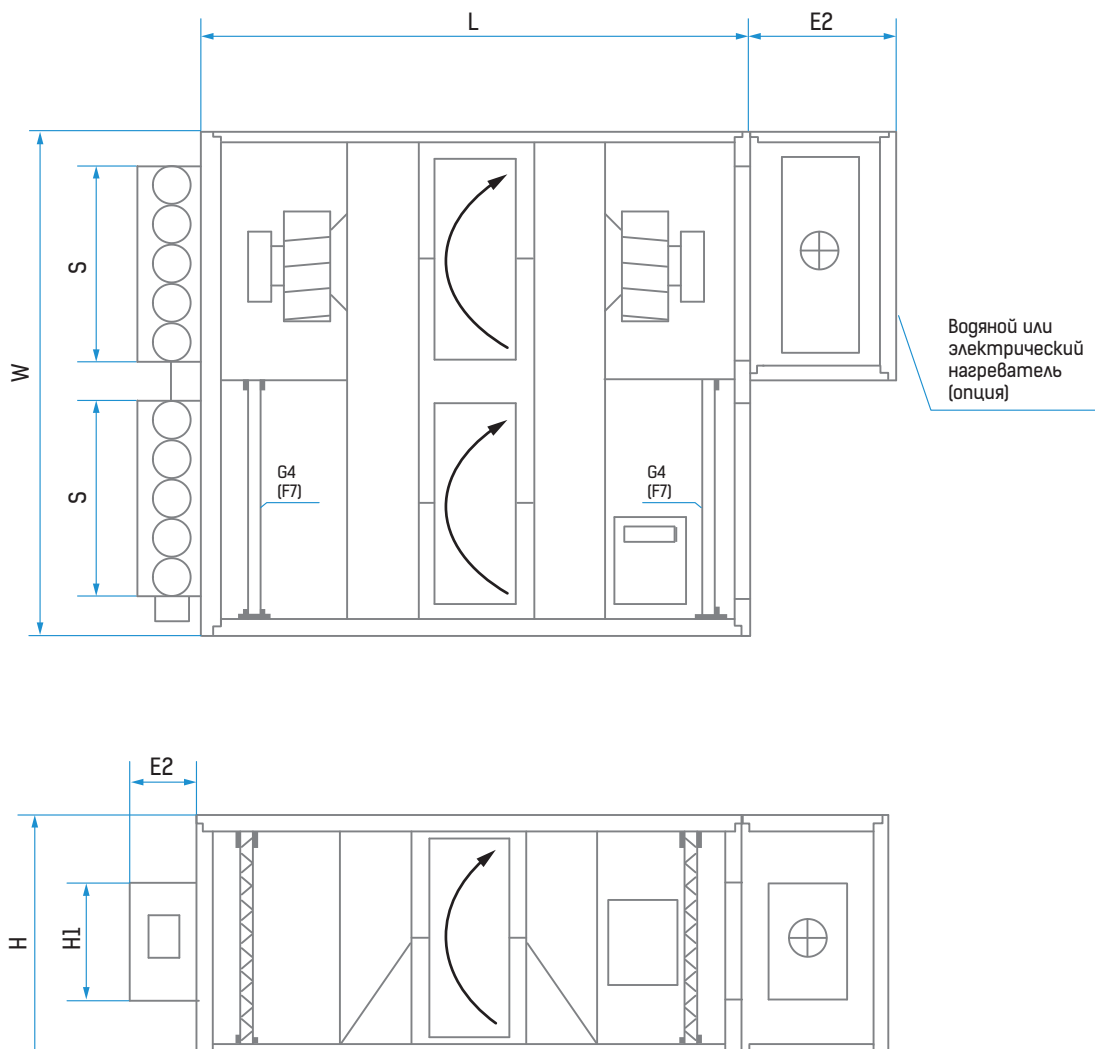 L
E2
S
W
Водяной или
электрический
нагреватель
(опция)
G4
(F7)
G4
(F7)
S
E2
H
H1